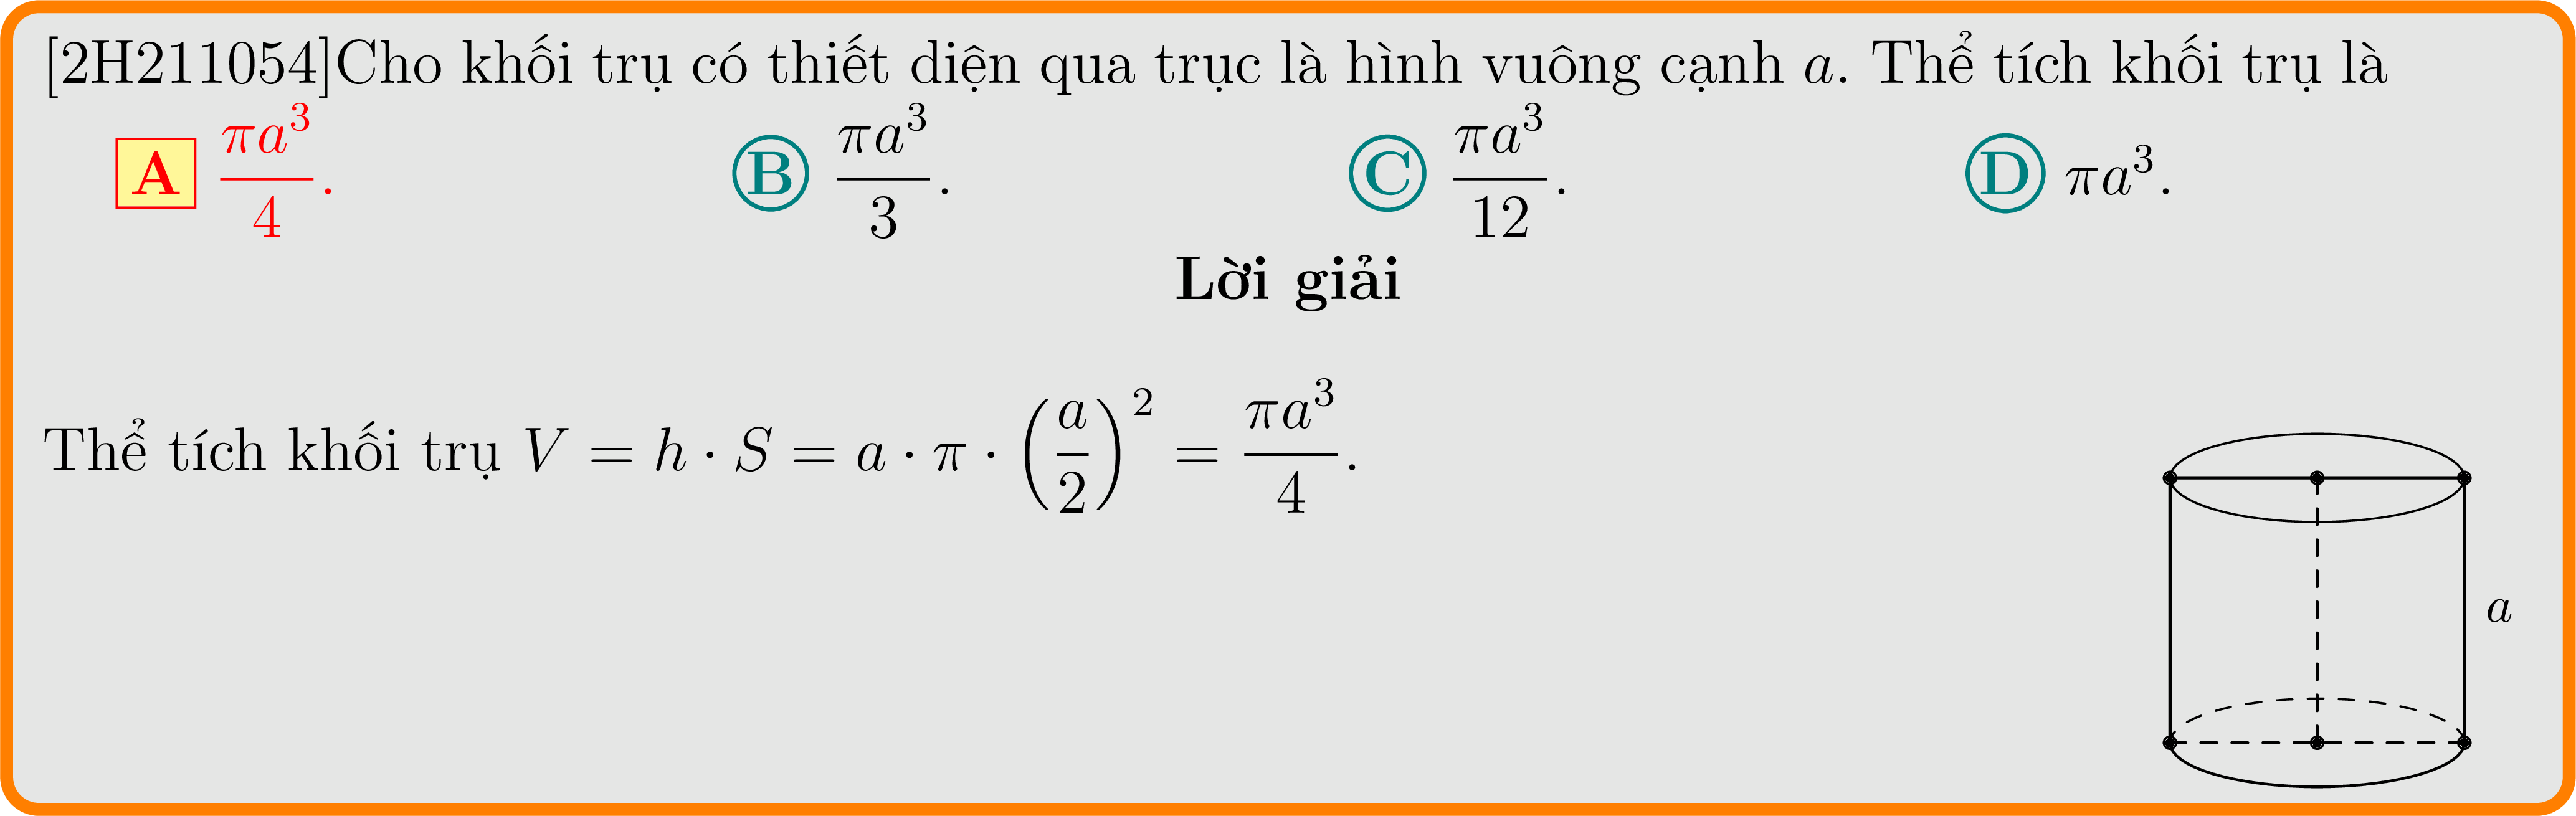 [2H211054]Cho khối trụ có thiết diện qua trục là hình vuông cạnh a. Thể tích khối trụ là
A $\frac{\pi a^3}{4}$. B $\frac{\pi a^3}{3}$. C $\frac{\pi a^3}{12}$. D $\pi a^3$.
Lời giải
Thể tích khối trụ $V = h \cdot S = a \cdot \pi \cdot \left(\frac{a}{2}\right)^2 = \frac{\pi a^3}{4}$.
a